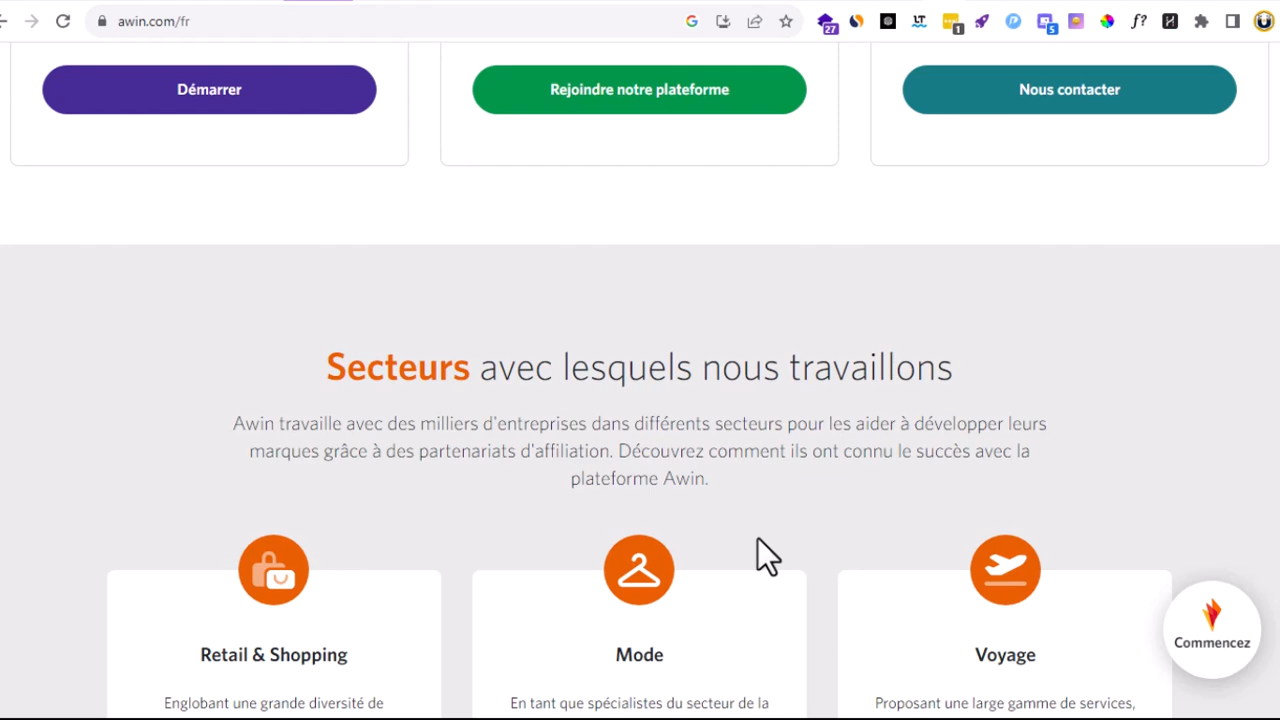 awin.com/fr
27
1
5
Démarrer
Rejoindre notre plateforme
Nous contacter
Secteurs avec lesquels nous travaillons
Awin travaille avec des milliers d'entreprises dans différents secteurs pour les aider à développer leurs
marques grâce à des partenariats d'affiliation. Découvrez comment ils ont connu le succès avec la
plateforme Awin.
Retail & Shopping
Mode
Voyage
Commencez
Englobant une grande diversité de
En tant que spécialistes du secteur de la
Proposant une large gamme de services,